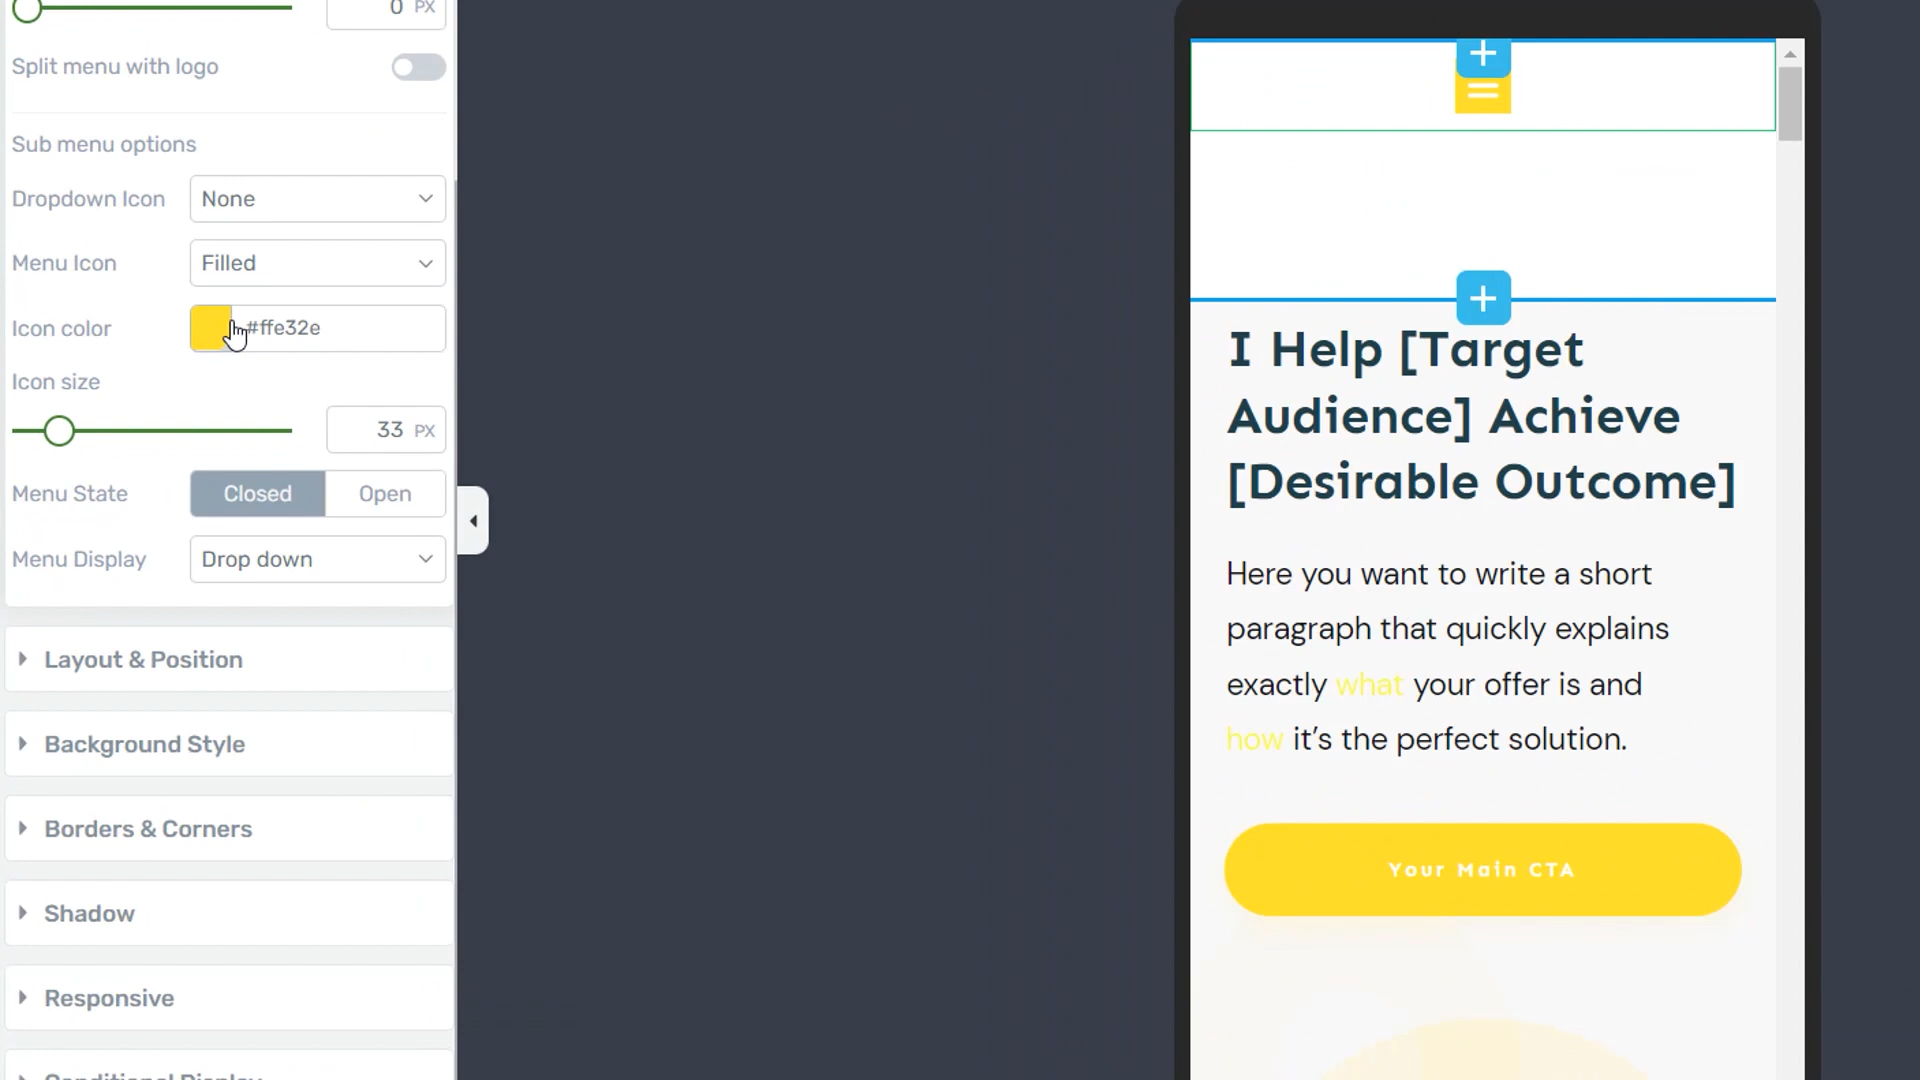 0 PX
Split menu with logo
Sub menu options
Dropdown Icon None
Menu Icon Filled
Icon color #ffe32e
Icon size
33 PX
Menu State Closed Open
Menu Display Drop down
Layout & Position
Background Style
Borders & Corners
Shadow
Responsive
Conditional Display
I Help [Target
Audience] Achieve
[Desirable Outcome]
Here you want to write a short
paragraph that quickly explains
exactly what your offer is and
how it’s the perfect solution.
Your Main CTA